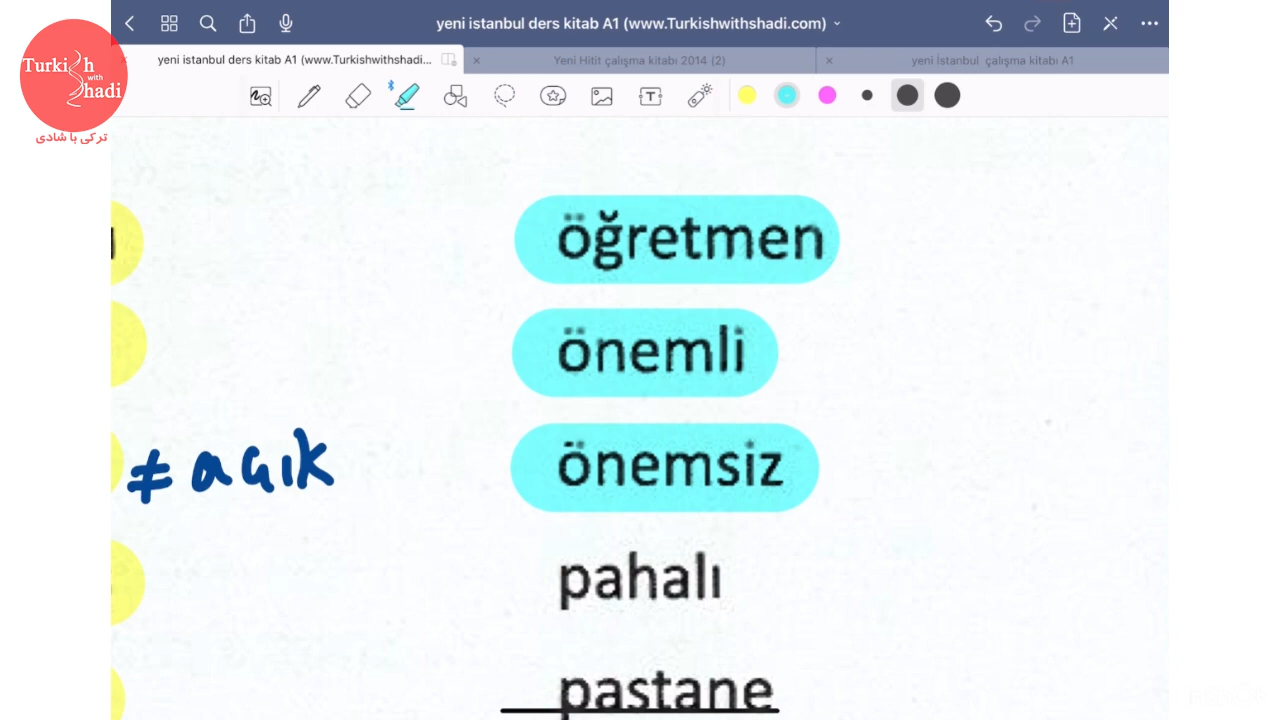 yeni istanbul ders kitab A1 (www.Turkishwithshadi.com)
yeni istanbul ders kitab A1 (www.Turkishwithshadi...
Yeni Hitit çalışma kitabı 2014 (2)
yeni İstanbul çalışma kitabı A1
Turkish
with
Shadi
ترکی با شادی
T
öğretmen
önemli
önemsiz
≠ açık
pahalı
pastane